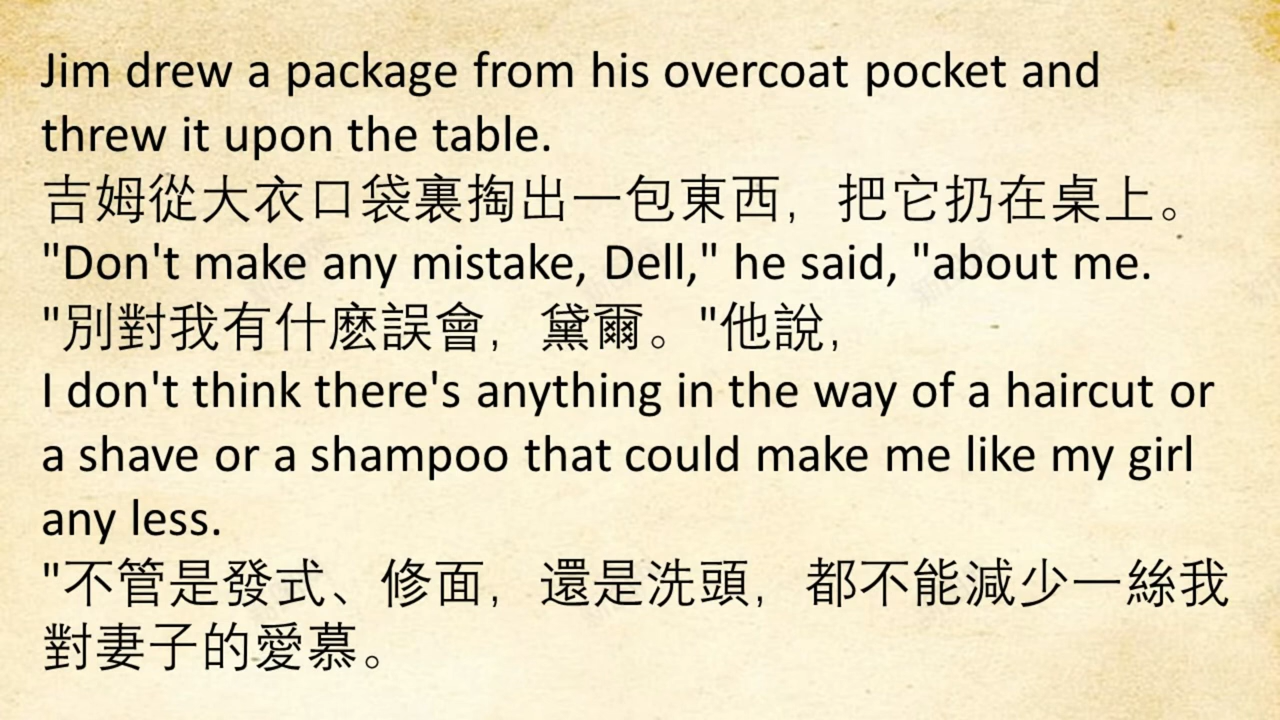 Jim drew a package from his overcoat pocket and
threw it upon the table.
吉姆從大衣口袋裏掏出一包東西，把它扔在桌上。
"Don't make any mistake, Dell," he said, "about me.
"別對我有什麽誤會，黛爾。"他說，
I don't think there's anything in the way of a haircut or
a shave or a shampoo that could make me like my girl
any less.
"不管是發式、修面，還是洗頭，都不能減少一絲我
對妻子的愛慕。